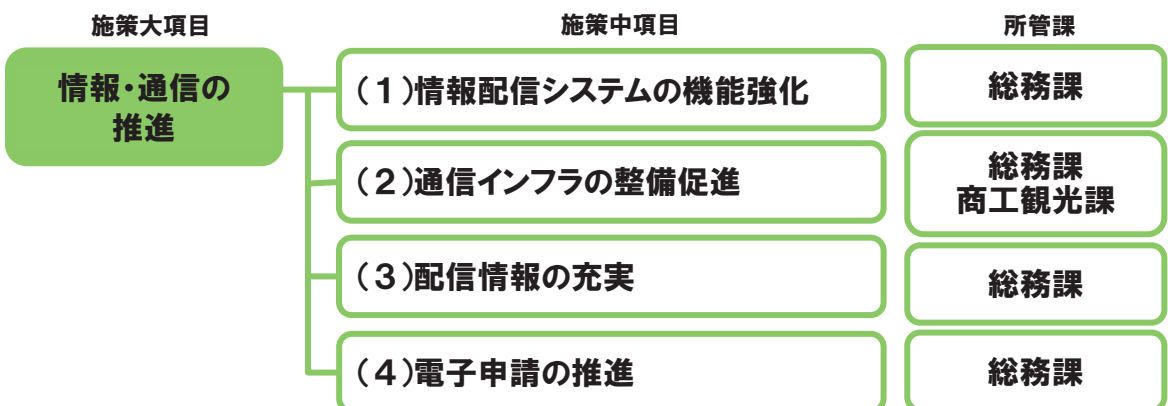 施策大項目
施策中項目
所管課
情報・通信の
推進
（1）情報配信システムの機能強化
総務課
（2）通信インフラの整備促進
総務課
商工観光課
（3）配信情報の充実
総務課
（4）電子申請の推進
総務課